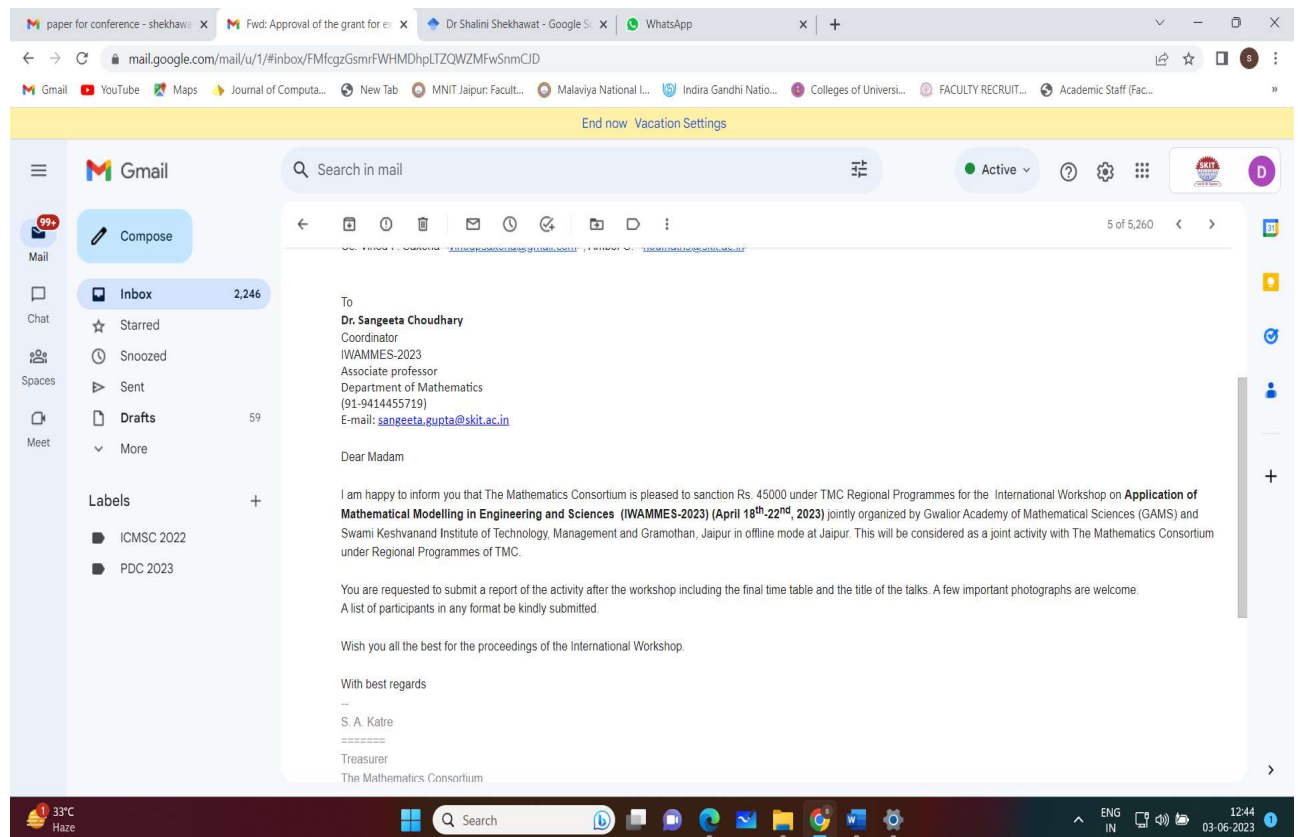 paper for conference - shekhawa
Fwd: Approval of the grant for e
Dr Shalini Shekhawat - Google Sc
WhatsApp
mail.google.com/mail/u/1/#inbox/FMfcgzGsmrFWHMDhpLTZQWZMFwSnmCJD
S
Gmail
YouTube
Maps
Journal of Computa...
New Tab
MNIT Jaipur: Facult...
Malaviya National I...
Indira Gandhi Natio...
Colleges of Universi...
FACULTY RECRUIT...
Academic Staff (Fac...
»
End now Vacation Settings
Gmail
Search in mail
Active
SKIT
D
99+
Mail
Chat
Spaces
Meet
Compose
Inbox 2,246
Starred
Snoozed
Sent
Drafts 59
More
Labels +
ICMSC 2022
PDC 2023
5 of 5,260
31
To
Dr. Sangeeta Choudhary
Coordinator
IWAMMES-2023
Associate professor
Department of Mathematics
(91-9414455719)
E-mail: sangeeta.gupta@skit.ac.in
Dear Madam
I am happy to inform you that The Mathematics Consortium is pleased to sanction Rs. 45000 under TMC Regional Programmes for the International Workshop on Application of
Mathematical Modelling in Engineering and Sciences (IWAMMES-2023) (April 18th-22nd, 2023) jointly organized by Gwalior Academy of Mathematical Sciences (GAMS) and
Swami Keshvanand Institute of Technology, Management and Gramothan, Jaipur in offline mode at Jaipur. This will be considered as a joint activity with The Mathematics Consortium
under Regional Programmes of TMC.
You are requested to submit a report of the activity after the workshop including the final time table and the title of the talks. A few important photographs are welcome.
A list of participants in any format be kindly submitted.
Wish you all the best for the proceedings of the International Workshop.
With best regards
--
S. A. Katre
=======
Treasurer
The Mathematics Consortium
1
33°C
Haze
Search
ENG
IN
12:44
03-06-2023
1